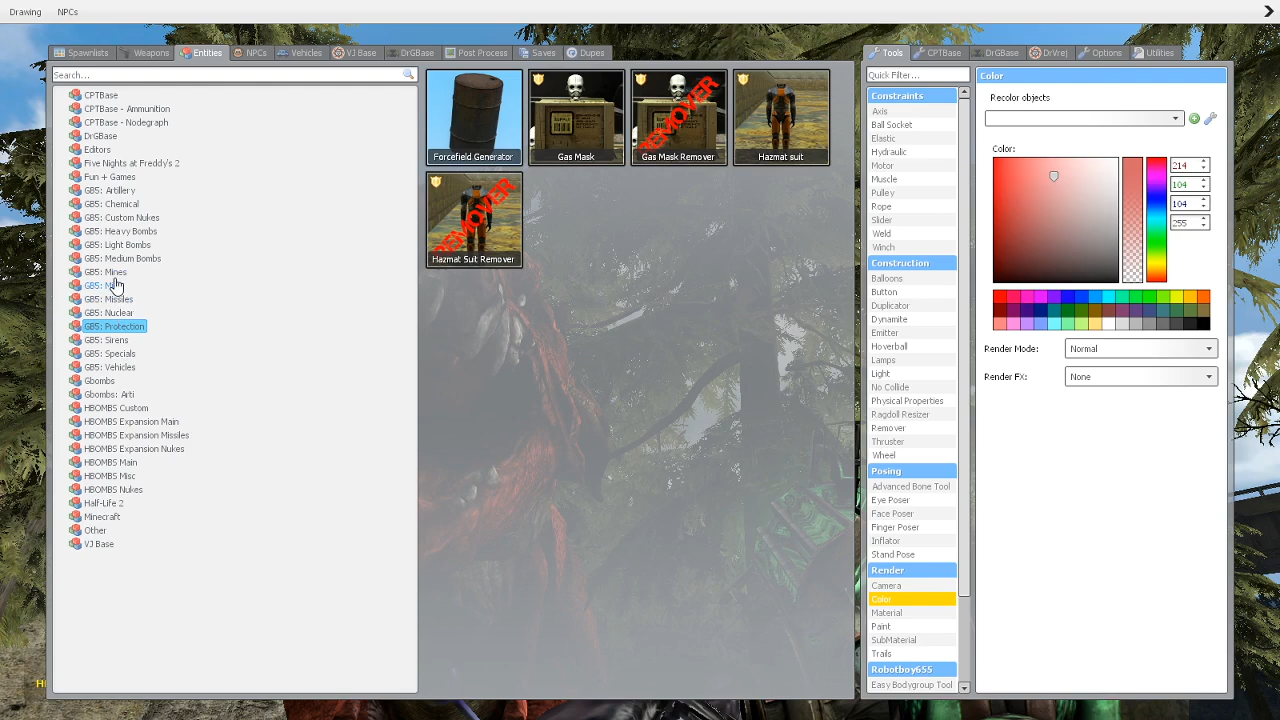 Drawing NPCs
Spawnlists Weapons Entities NPCs Vehicles VJ Base DrGBase Post Process Saves Dupes
Search...
CPTBase
CPTBase - Ammunition
CPTBase - Nodegraph
DrGBase
Editors
Five Nights at Freddy's 2
Fun + Games
GB5: Artillery
GB5: Chemical
GB5: Custom Nukes
GB5: Heavy Bombs
GB5: Light Bombs
GB5: Medium Bombs
GB5: Mines
GB5:
GB5: Missiles
GB5: Nuclear
GB5: Protection
GB5: Sirens
GB5: Specials
GB5: Vehicles
Gbombs
Gbombs: Arti
HBOMBS Custom
HBOMBS Expansion Main
HBOMBS Expansion Missiles
HBOMBS Expansion Nukes
HBOMBS Main
HBOMBS Misc
HBOMBS Nukes
Half-Life 2
Minecraft
Other
VJ Base
Forcefield Generator
Gas Mask
REMOVER
Gas Mask Remover
Hazmat suit
REMOVER
Hazmat Suit Remover
Tools CPTBase DrGBase DrVrej Options Utilities
Quick Filter...
Constraints
Axis
Ball Socket
Elastic
Hydraulic
Motor
Muscle
Pulley
Rope
Slider
Weld
Winch
Construction
Balloons
Button
Duplicator
Dynamite
Emitter
Hoverball
Lamps
Light
No Collide
Physical Properties
Ragdoll Resizer
Remover
Thruster
Wheel
Posing
Advanced Bone Tool
Eye Poser
Face Poser
Finger Poser
Inflator
Stand Pose
Render
Camera
Color
Material
Paint
SubMaterial
Trails
Robotboy655
Easy Bodygroup Tool
Color
Recolor objects
Color:
214
104
104
255
Render Mode: Normal
Render FX: None